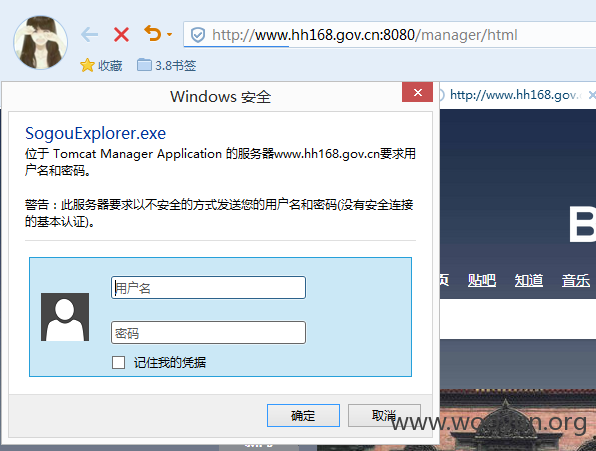 http://www.hh168.gov.cn:8080/manager/html
收藏
3.8书签
Windows 安全
http://www.hh168.gov.
SogouExplorer.exe
位于 Tomcat Manager Application 的服务器www.hh168.gov.cn要求用
户名和密码。
警告：此服务器要求以不安全的方式发送您的用户名和密码(没有安全连接
的基本认证)。
B
页 贴吧 知道 音乐
用户名
密码
记住我的凭据
确定
取消